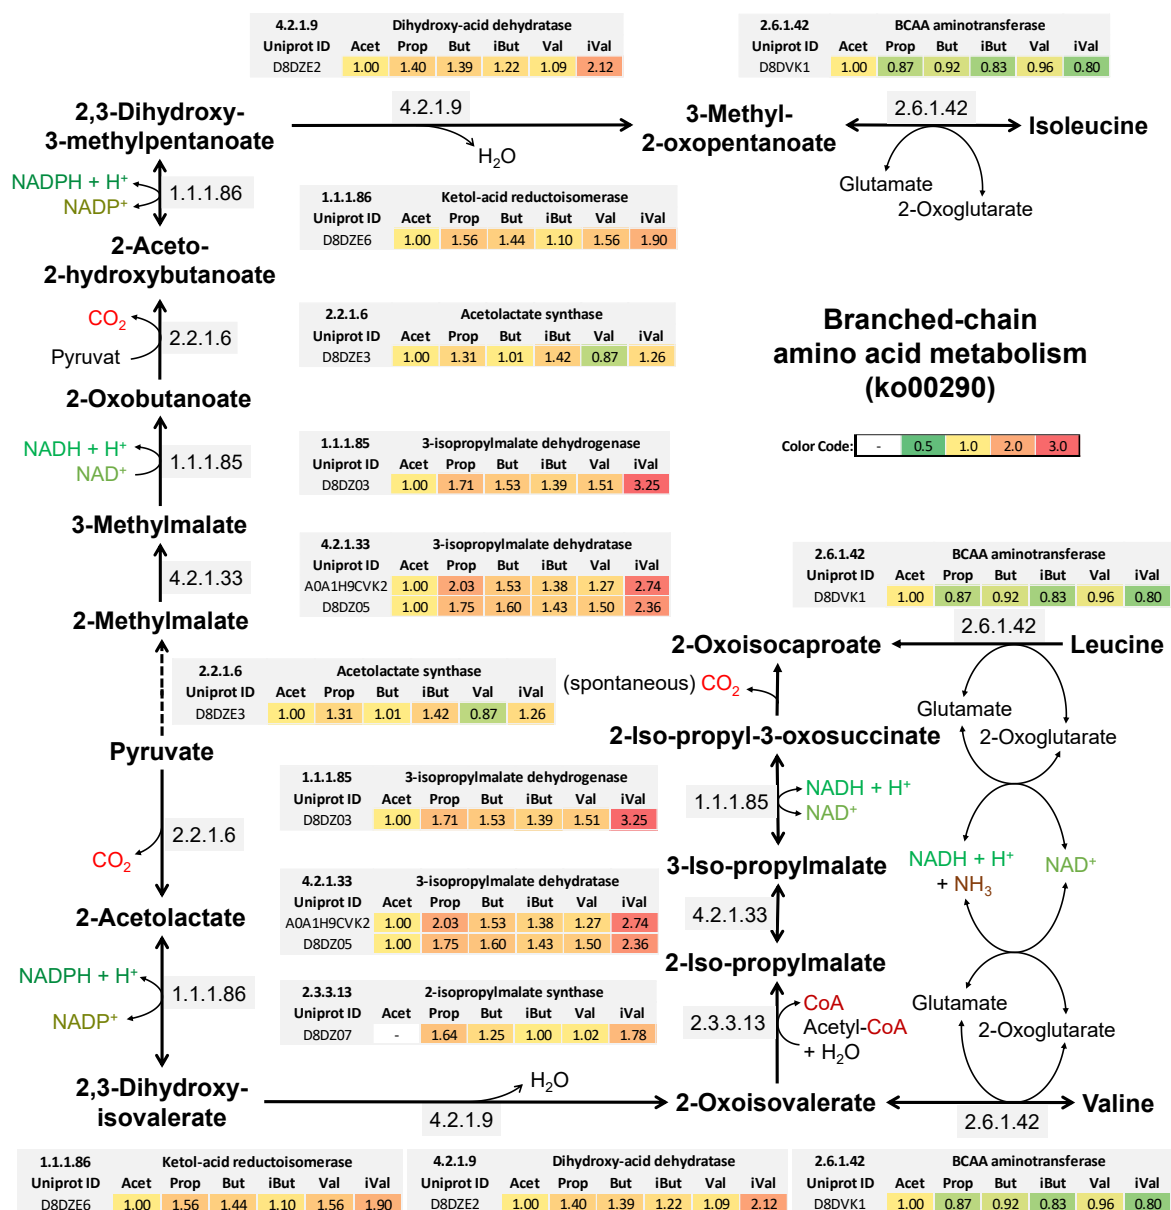 4.2.1.9 Dihydroxy-acid dehydratase
Uniprot ID Acet Prop But iBut Val iVal
D8DZE2 1.00 1.40 1.39 1.22 1.09 2.12
2.6.1.42 BCAA aminotransferase
Uniprot ID Acet Prop But iBut Val iVal
D8DVK1 1.00 0.87 0.92 0.83 0.96 0.80
2,3-Dihydroxy-
3-methylpentanoate
4.2.1.9
H2O
3-Methyl-
2-oxopentanoate
2.6.1.42
Isoleucine
Glutamate
2-Oxoglutarate
NADPH + H+
NADP+
1.1.1.86
1.1.1.86 Ketol-acid reductoisomerase
Uniprot ID Acet Prop But iBut Val iVal
D8DZE6 1.00 1.56 1.44 1.10 1.56 1.90
2-Aceto-
2-hydroxybutanoate
CO2
Pyruvat
2.2.1.6
2.2.1.6 Acetolactate synthase
Uniprot ID Acet Prop But iBut Val iVal
D8DZE3 1.00 1.31 1.01 1.42 0.87 1.26
Branched-chain
amino acid metabolism
(ko00290)
Color Code: - 0.5 1.0 2.0 3.0
2-Oxobutanoate
NADH + H+
NAD+
1.1.1.85
1.1.1.85 3-isopropylmalate dehydrogenase
Uniprot ID Acet Prop But iBut Val iVal
D8DZ03 1.00 1.71 1.53 1.39 1.51 3.25
3-Methylmalate
4.2.1.33
4.2.1.33 3-isopropylmalate dehydratase
Uniprot ID Acet Prop But iBut Val iVal
A0A1H9CVK2 1.00 2.03 1.53 1.38 1.27 2.74
D8DZ05 1.00 1.75 1.60 1.43 1.50 2.36
2.6.1.42 BCAA aminotransferase
Uniprot ID Acet Prop But iBut Val iVal
D8DVK1 1.00 0.87 0.92 0.83 0.96 0.80
2-Methylmalate
2-Oxoisocaproate
2.6.1.42
Leucine
2.2.1.6 Acetolactate synthase
Uniprot ID Acet Prop But iBut Val iVal
D8DZE3 1.00 1.31 1.01 1.42 0.87 1.26
(spontaneous) CO2
Glutamate
2-Oxoglutarate
Pyruvate
2-Iso-propyl-3-oxosuccinate
1.1.1.85 3-isopropylmalate dehydrogenase
Uniprot ID Acet Prop But iBut Val iVal
D8DZ03 1.00 1.71 1.53 1.39 1.51 3.25
1.1.1.85
NADH + H+
NAD+
2.2.1.6
CO2
3-Iso-propylmalate
NADH + H+
+ NH3
NAD+
2-Acetolactate
4.2.1.33 3-isopropylmalate dehydratase
Uniprot ID Acet Prop But iBut Val iVal
A0A1H9CVK2 1.00 2.03 1.53 1.38 1.27 2.74
D8DZ05 1.00 1.75 1.60 1.43 1.50 2.36
4.2.1.33
2-Iso-propylmalate
NADPH + H+
NADP+
1.1.1.86
2.3.3.13 2-isopropylmalate synthase
Uniprot ID Acet Prop But iBut Val iVal
D8DZ07 - 1.64 1.25 1.00 1.02 1.78
2.3.3.13
CoA
Acetyl-CoA
+ H2O
Glutamate
2-Oxoglutarate
2,3-Dihydroxy-
isovalerate
H2O
4.2.1.9
2-Oxoisovalerate
2.6.1.42
Valine
1.1.1.86 Ketol-acid reductoisomerase
Uniprot ID Acet Prop But iBut Val iVal
D8DZE6 1.00 1.56 1.44 1.10 1.56 1.90
4.2.1.9 Dihydroxy-acid dehydratase
Uniprot ID Acet Prop But iBut Val iVal
D8DZE2 1.00 1.40 1.39 1.22 1.09 2.12
2.6.1.42 BCAA aminotransferase
Uniprot ID Acet Prop But iBut Val iVal
D8DVK1 1.00 0.87 0.92 0.83 0.96 0.80